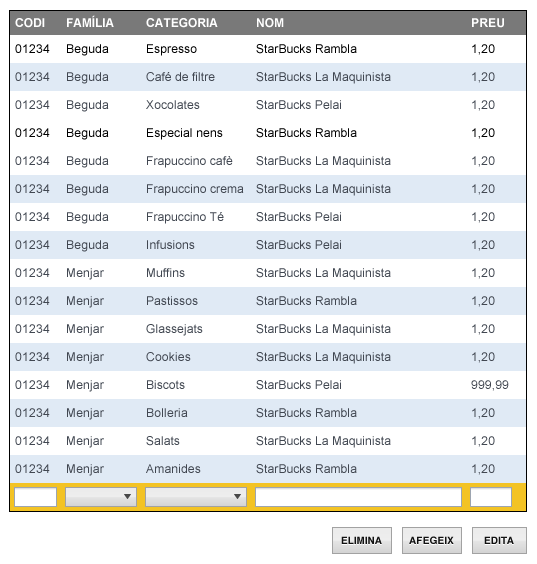 CODI FAMÍLIA CATEGORIA NOM PREU
01234 Beguda Espresso StarBucks Rambla 1,20
01234 Beguda Café de filtre StarBucks La Maquinista 1,20
01234 Beguda Xocolates StarBucks Pelai 1,20
01234 Beguda Especial nens StarBucks Rambla 1,20
01234 Beguda Frapuccino cafè StarBucks La Maquinista 1,20
01234 Beguda Frapuccino crema StarBucks La Maquinista 1,20
01234 Beguda Frapuccino Té StarBucks Pelai 1,20
01234 Beguda Infusions StarBucks Pelai 1,20
01234 Menjar Muffins StarBucks La Maquinista 1,20
01234 Menjar Pastissos StarBucks Rambla 1,20
01234 Menjar Glassejats StarBucks La Maquinista 1,20
01234 Menjar Cookies StarBucks La Maquinista 1,20
01234 Menjar Biscots StarBucks Pelai 999,99
01234 Menjar Bolleria StarBucks Rambla 1,20
01234 Menjar Salats StarBucks La Maquinista 1,20
01234 Menjar Amanides StarBucks Rambla 1,20
ELIMINA AFEGEIX EDITA